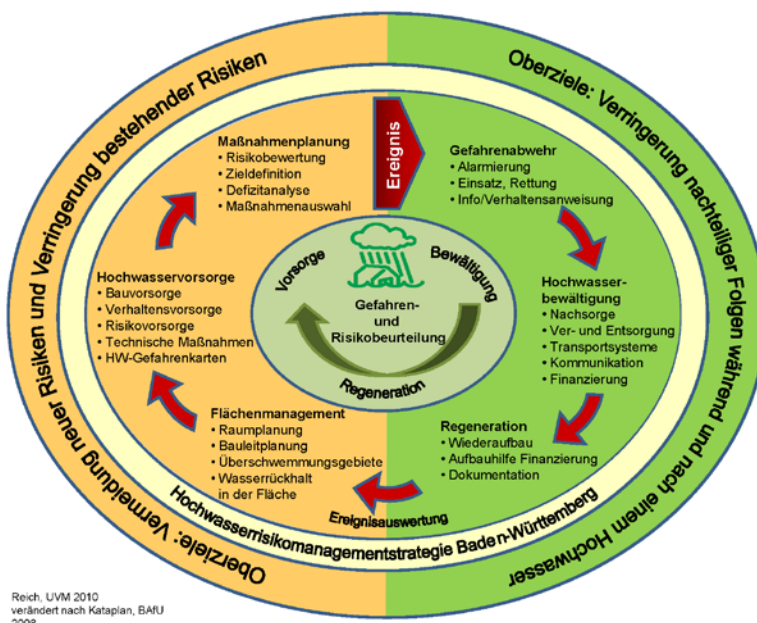 Oberziele: Vermeidung neuer Risiken und Verringerung bestehender Risiken
Oberziele: Verringerung nachteiliger Folgen während und nach einem Hochwasser
Hochwasserrisikomanagementstrategie Baden-Württemberg
Maßnahmenplanung
• Risikobewertung
• Zieldefinition
• Defizitanalyse
• Maßnahmenauswahl
Ereignis
Gefahrenabwehr
• Alarmierung
• Einsatz, Rettung
• Info/Verhaltensanweisung
Hochwasser-
bewältigung
• Nachsorge
• Ver- und Entsorgung
• Transportsysteme
• Kommunikation
• Finanzierung
Regeneration
• Wiederaufbau
• Aufbauhilfe Finanzierung
• Dokumentation
Ereignisauswertung
Flächenmanagement
• Raumplanung
• Bauleitplanung
• Überschwemmungsgebiete
• Wasserrückhalt
in der Fläche
Hochwasservorsorge
• Bauvorsorge
• Verhaltensvorsorge
• Risikovorsorge
• Technische Maßnahmen
• HW-Gefahrenkarten
Vorsorge
Bewältigung
Gefahren-
und
Risikobeurteilung
Regeneration
Reich, UVM 2010
verändert nach Kataplan, BAfU